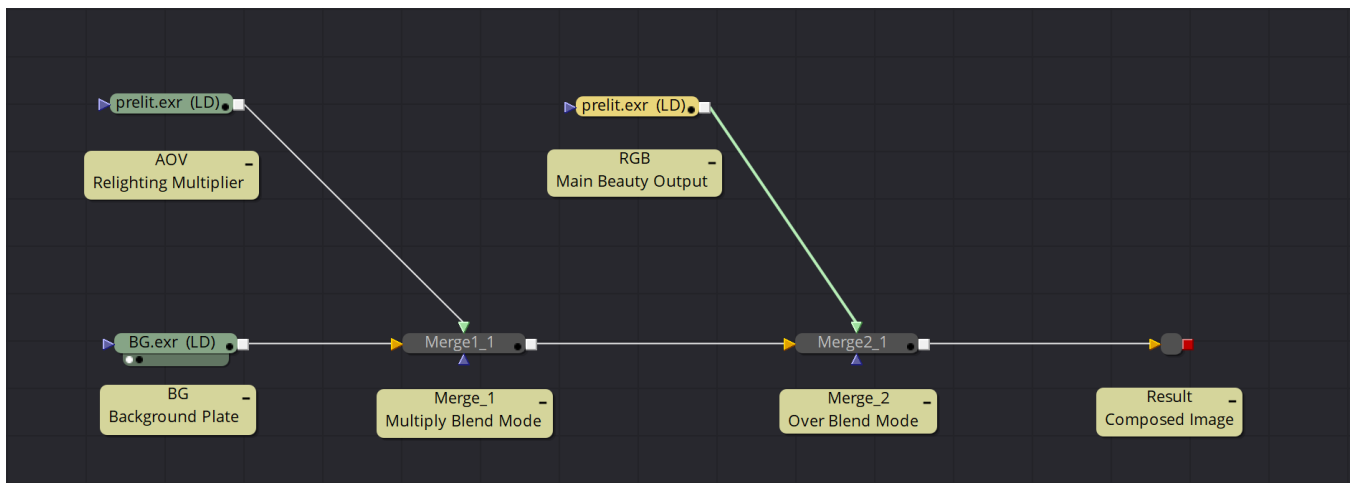 prelit.exr (LD)
prelit.exr (LD)
AOV
Relighting Multiplier
RGB
Main Beauty Output
BG.exr (LD)
Merge1_1
Merge2_1
BG
Background Plate
Merge_1
Multiply Blend Mode
Merge_2
Over Blend Mode
Result
Composed Image